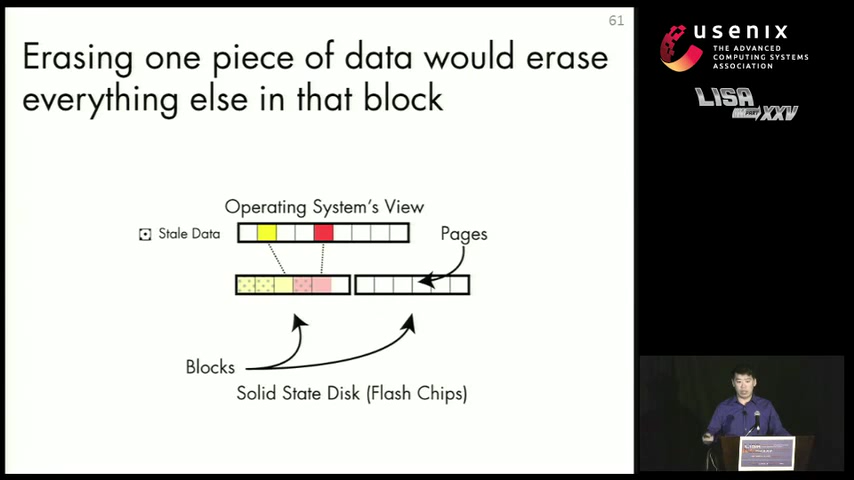 61
Erasing one piece of data would erase
everything else in that block
Operating System's View
Stale Data
Pages
Blocks
Solid State Disk (Flash Chips)
usenix
THE ADVANCED
COMPUTING SYSTEMS
ASSOCIATION
LISA
XXV